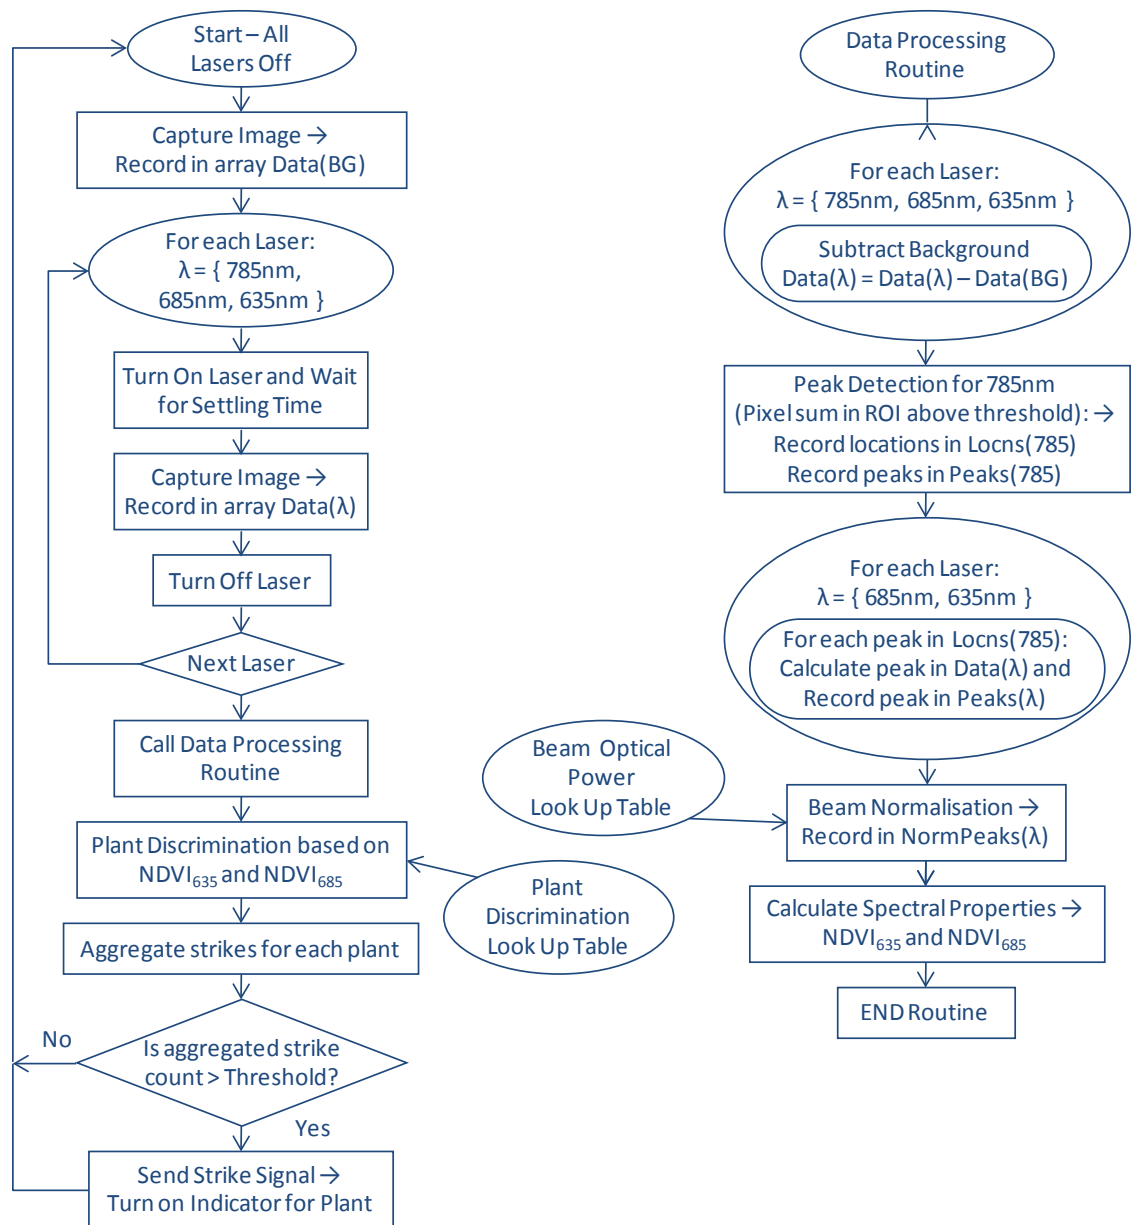 Start – All
Lasers Off
Capture Image →
Record in array Data(BG)
For each Laser:
λ = { 785nm,
685nm, 635nm }
Turn On Laser and Wait
for Settling Time
Capture Image →
Record in array Data(λ)
Turn Off Laser
Next Laser
Call Data Processing
Routine
Plant Discrimination based on
NDVI₆₃₅ and NDVI₆₈₅
Plant
Discrimination
Look Up Table
Aggregate strikes for each plant
Is aggregated strike
count > Threshold?
No
Yes
Send Strike Signal →
Turn on Indicator for Plant
Data Processing
Routine
For each Laser:
λ = { 785nm, 685nm, 635nm }
Subtract Background
Data(λ) = Data(λ) – Data(BG)
Peak Detection for 785nm
(Pixel sum in ROI above threshold): →
Record locations in Locns(785)
Record peaks in Peaks(785)
For each Laser:
λ = { 685nm, 635nm }
For each peak in Locns(785):
Calculate peak in Data(λ) and
Record peak in Peaks(λ)
Beam Optical
Power
Look Up Table
Beam Normalisation →
Record in NormPeaks(λ)
Calculate Spectral Properties →
NDVI₆₃₅ and NDVI₆₈₅
END Routine